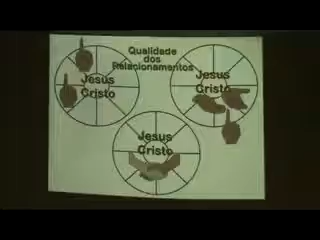 Qualidade
dos
Relacionamentos
Jesus
Cristo
Jesus
Cristo
Jesus
Cristo